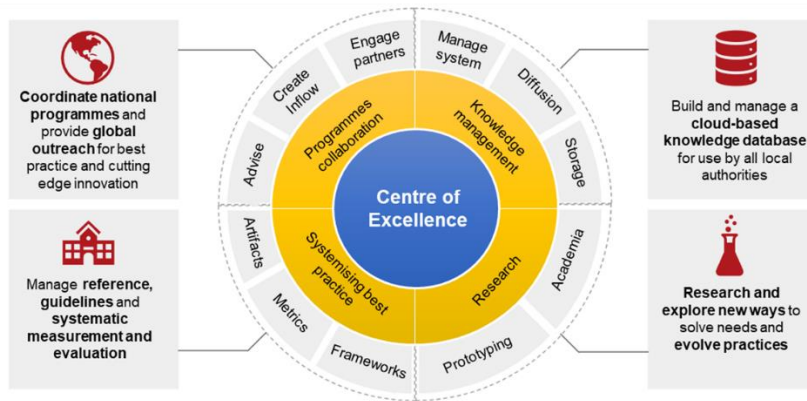 Coordinate national
programmes and
provide global
outreach for best
practice and cutting
edge innovation
Manage reference,
guidelines and
systematic
measurement and
evaluation
Engage
partners
Create
Inflow
Advise
Programmes
collaboration
Manage
system
Diffusion
Storage
Knowledge
management
Centre of
Excellence
Artifacts
Metrics
Frameworks
Systemising best
practice
Academia
Prototyping
Research
Build and manage a
cloud-based
knowledge database
for use by all local
authorities
Research and
explore new ways to
solve needs and
evolve practices